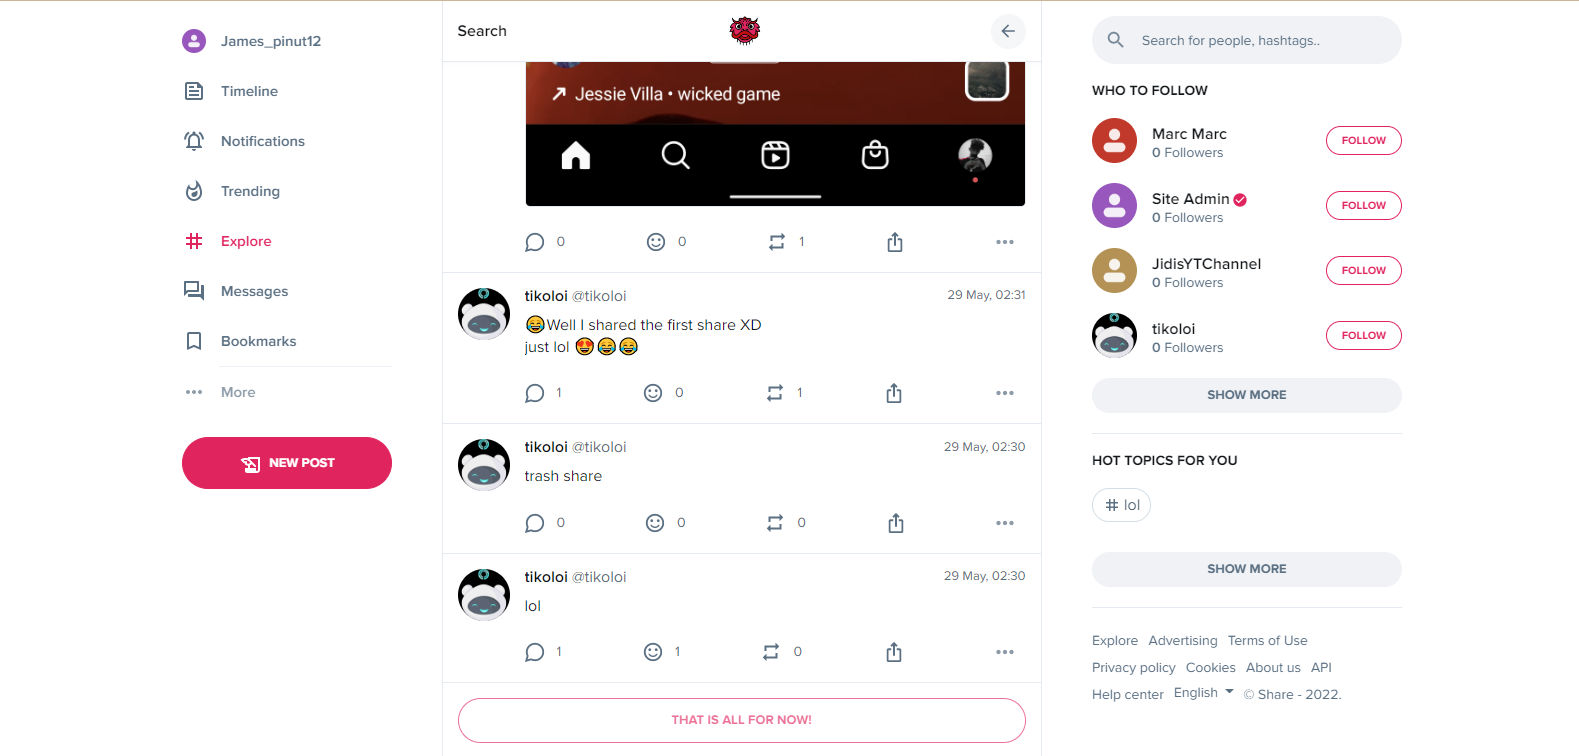 James_pinut12
Timeline
Notifications
Trending
Explore
Messages
Bookmarks
More
NEW POST
Search
Jessie Villa • wicked game
0 0 1
tikoloi @tikoloi 29 May, 02:31
😂Well I shared the first share XD
just lol 😍😂😂
1 0 1
tikoloi @tikoloi 29 May, 02:30
trash share
0 0 0
tikoloi @tikoloi 29 May, 02:30
lol
1 1 0
THAT IS ALL FOR NOW!
Search for people, hashtags..
WHO TO FOLLOW
Marc Marc
0 Followers
FOLLOW
Site Admin
0 Followers
FOLLOW
JidisYTChannel
0 Followers
FOLLOW
tikoloi
0 Followers
FOLLOW
SHOW MORE
HOT TOPICS FOR YOU
# lol
SHOW MORE
Explore Advertising Terms of Use
Privacy policy Cookies About us API
Help center English © Share - 2022.